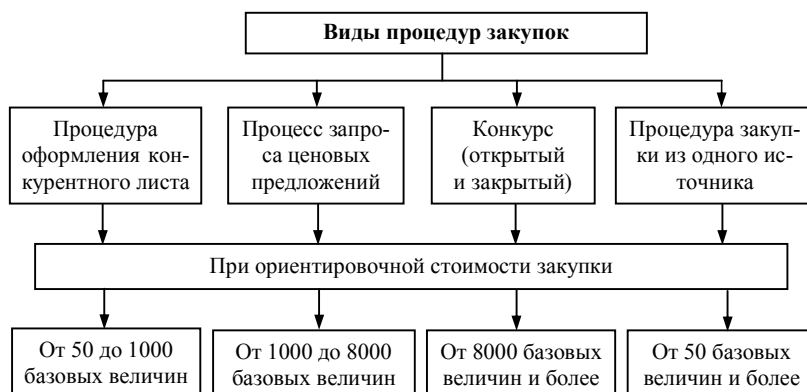 Виды процедур закупок
Процедура
оформления кон-
курентного листа
Процесс запро-
са ценовых
предложений
Конкурс
(открытый
и закрытый)
Процедура закуп-
ки из одного ис-
точника
При ориентировочной стоимости закупки
От 50 до 1000
базовых величин
От 1000 до 8000
базовых величин
От 8000 базовых
величин и более
От 50 базовых
величин и более